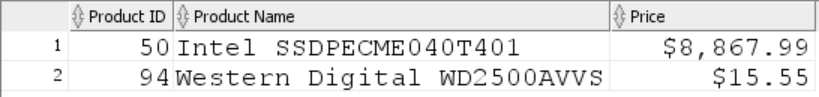 Product ID Product Name Price
1 50 Intel SSDPECME040T401 $8,867.99
2 94 Western Digital WD2500AVVS $15.55